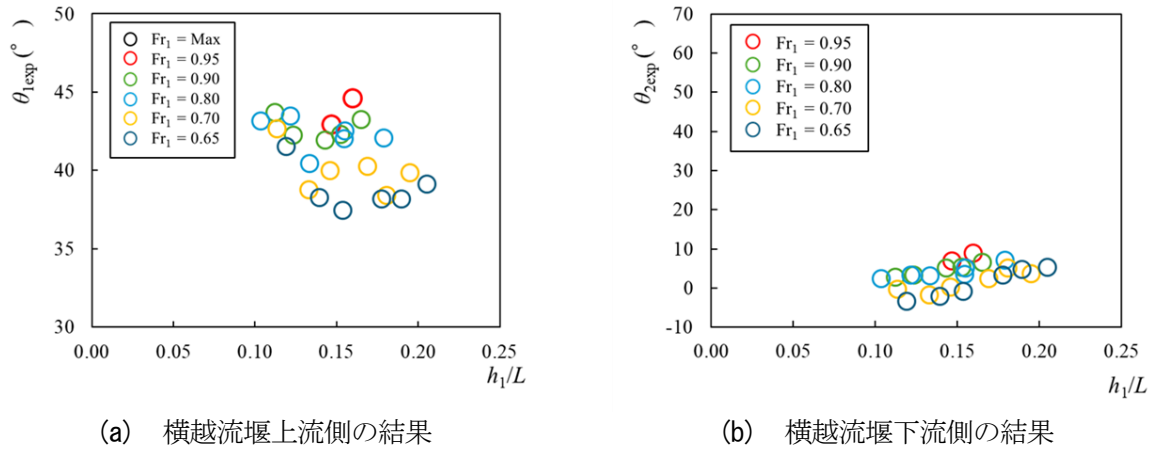 θ1exp (°)
50
45
40
35
30
Fr1 = Max
Fr1 = 0.95
Fr1 = 0.90
Fr1 = 0.80
Fr1 = 0.70
Fr1 = 0.65
0.00 0.05 0.10 0.15 0.20 0.25
h1/L
(a) 横越流堰上流側の結果
θ2exp (°)
70
60
50
40
30
20
10
0
-10
Fr1 = 0.95
Fr1 = 0.90
Fr1 = 0.80
Fr1 = 0.70
Fr1 = 0.65
0.00 0.05 0.10 0.15 0.20 0.25
h1/L
(b) 横越流堰下流側の結果